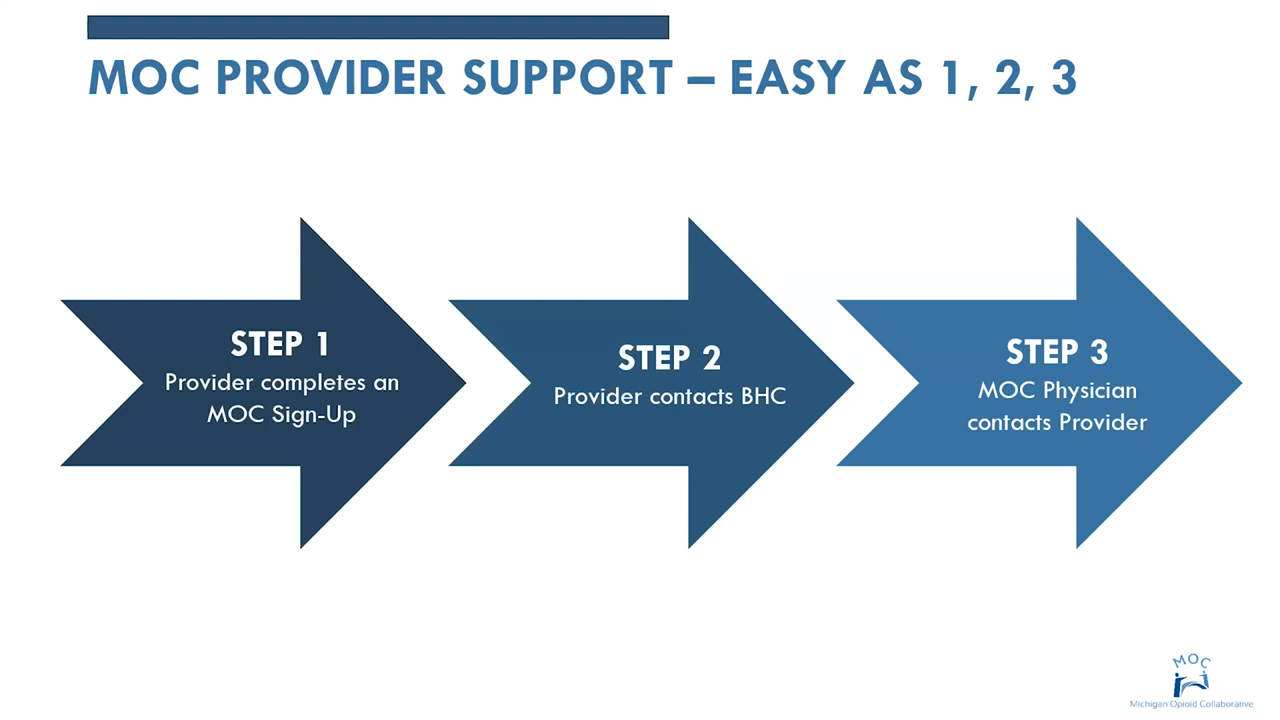 MOC PROVIDER SUPPORT – EASY AS 1, 2, 3
STEP 1
Provider completes an
MOC Sign-Up
STEP 2
Provider contacts BHC
STEP 3
MOC Physician
contacts Provider
MOC
Michigan Opioid Collaborative